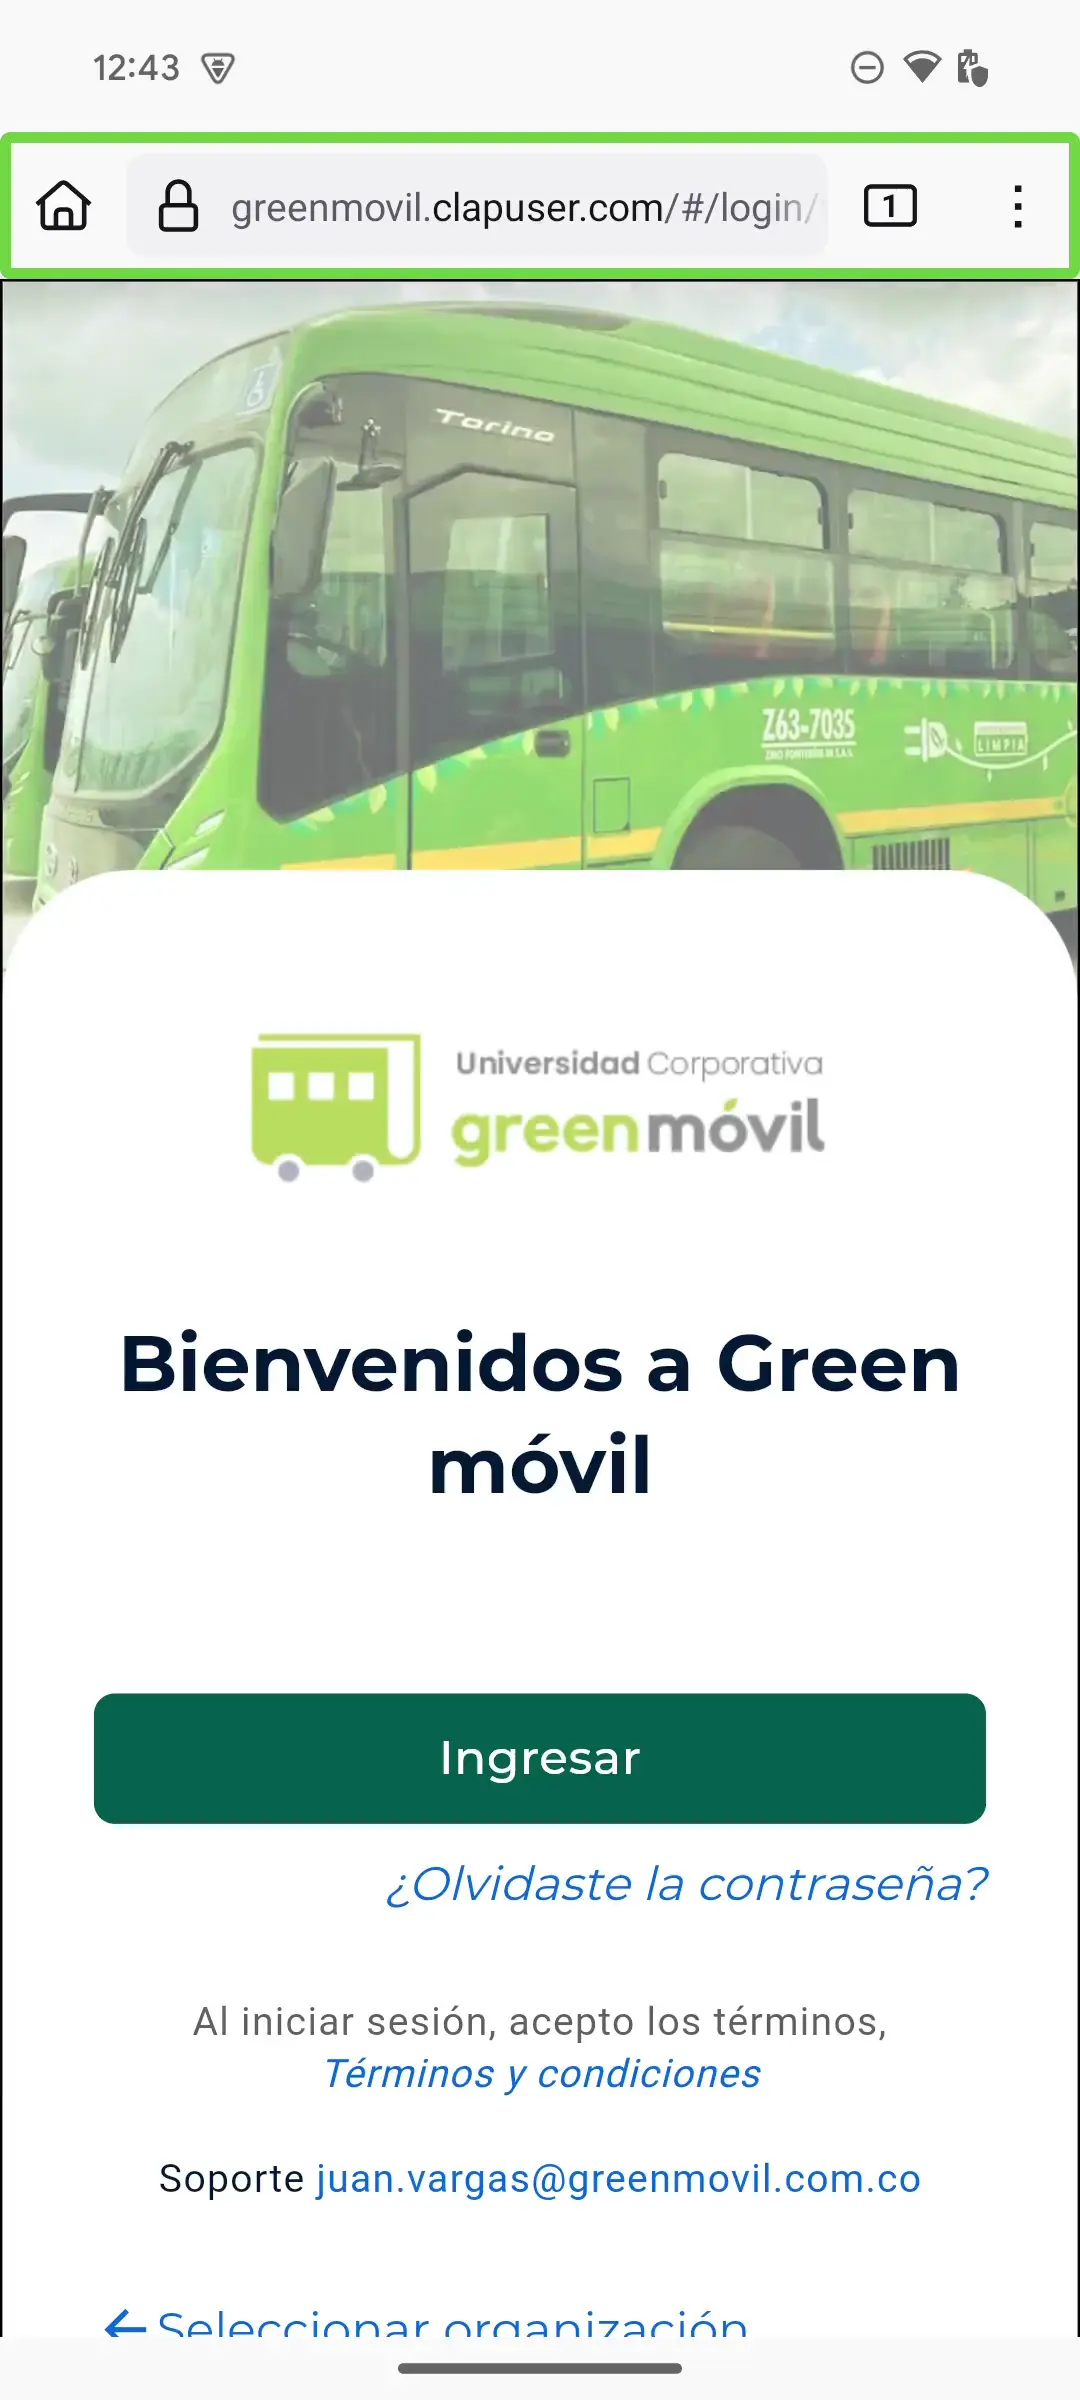 12:43
greenmovil.clapuser.com/#/login/
1
Torino
Z63-7035
LIMPIA
Universidad Corporativa
greenmóvil
Bienvenidos a Green
móvil
Ingresar
¿Olvidaste la contraseña?
Al iniciar sesión, acepto los términos,
Términos y condiciones
Soporte juan.vargas@greenmovil.com.co
Seleccionar organización